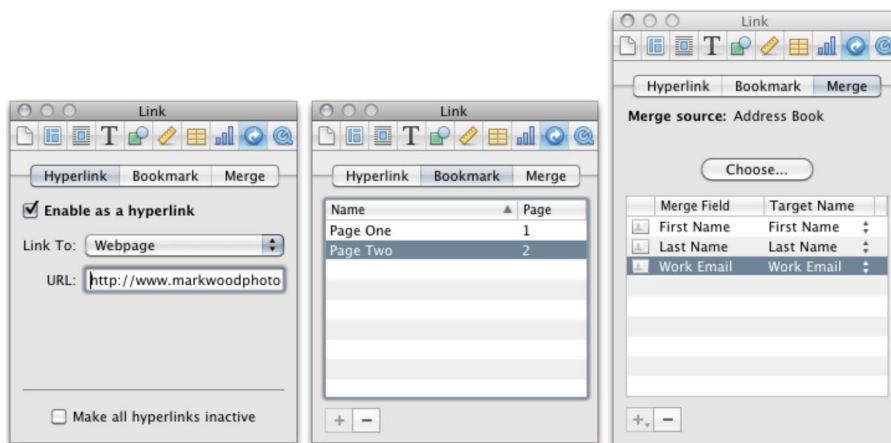 Link
Hyperlink Bookmark Merge
Enable as a hyperlink
Link To: Webpage
URL: http://www.markwoodphoto
Make all hyperlinks inactive
Link
Hyperlink Bookmark Merge
Name Page
Page One 1
Page Two 2
Link
Hyperlink Bookmark Merge
Merge source: Address Book
Choose...
Merge Field Target Name
First Name First Name
Last Name Last Name
Work Email Work Email